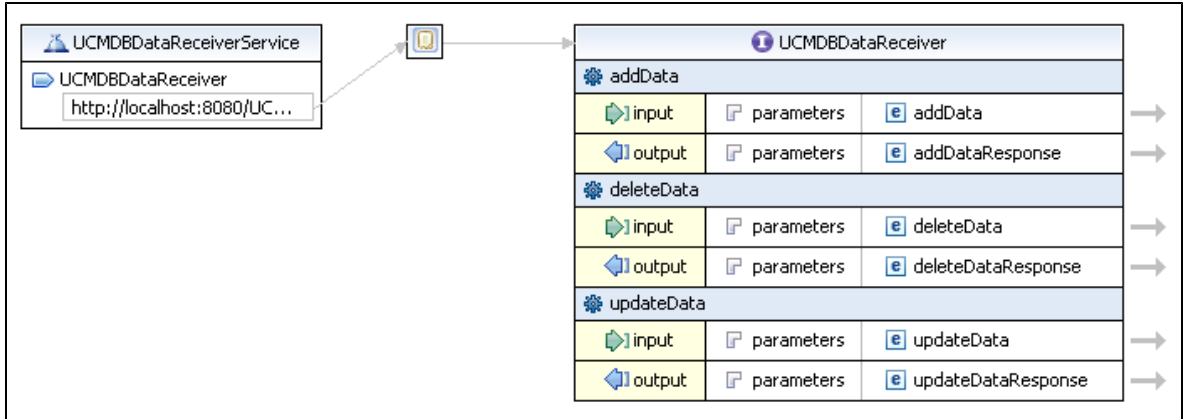 UCMDBDataReceiverService
UCMDBDataReceiver
http://localhost:8080/UC...
UCMDBDataReceiver
addData
input parameters e addData
output parameters e addDataResponse
deleteData
input parameters e deleteData
output parameters e deleteDataResponse
updateData
input parameters e updateData
output parameters e updateDataResponse